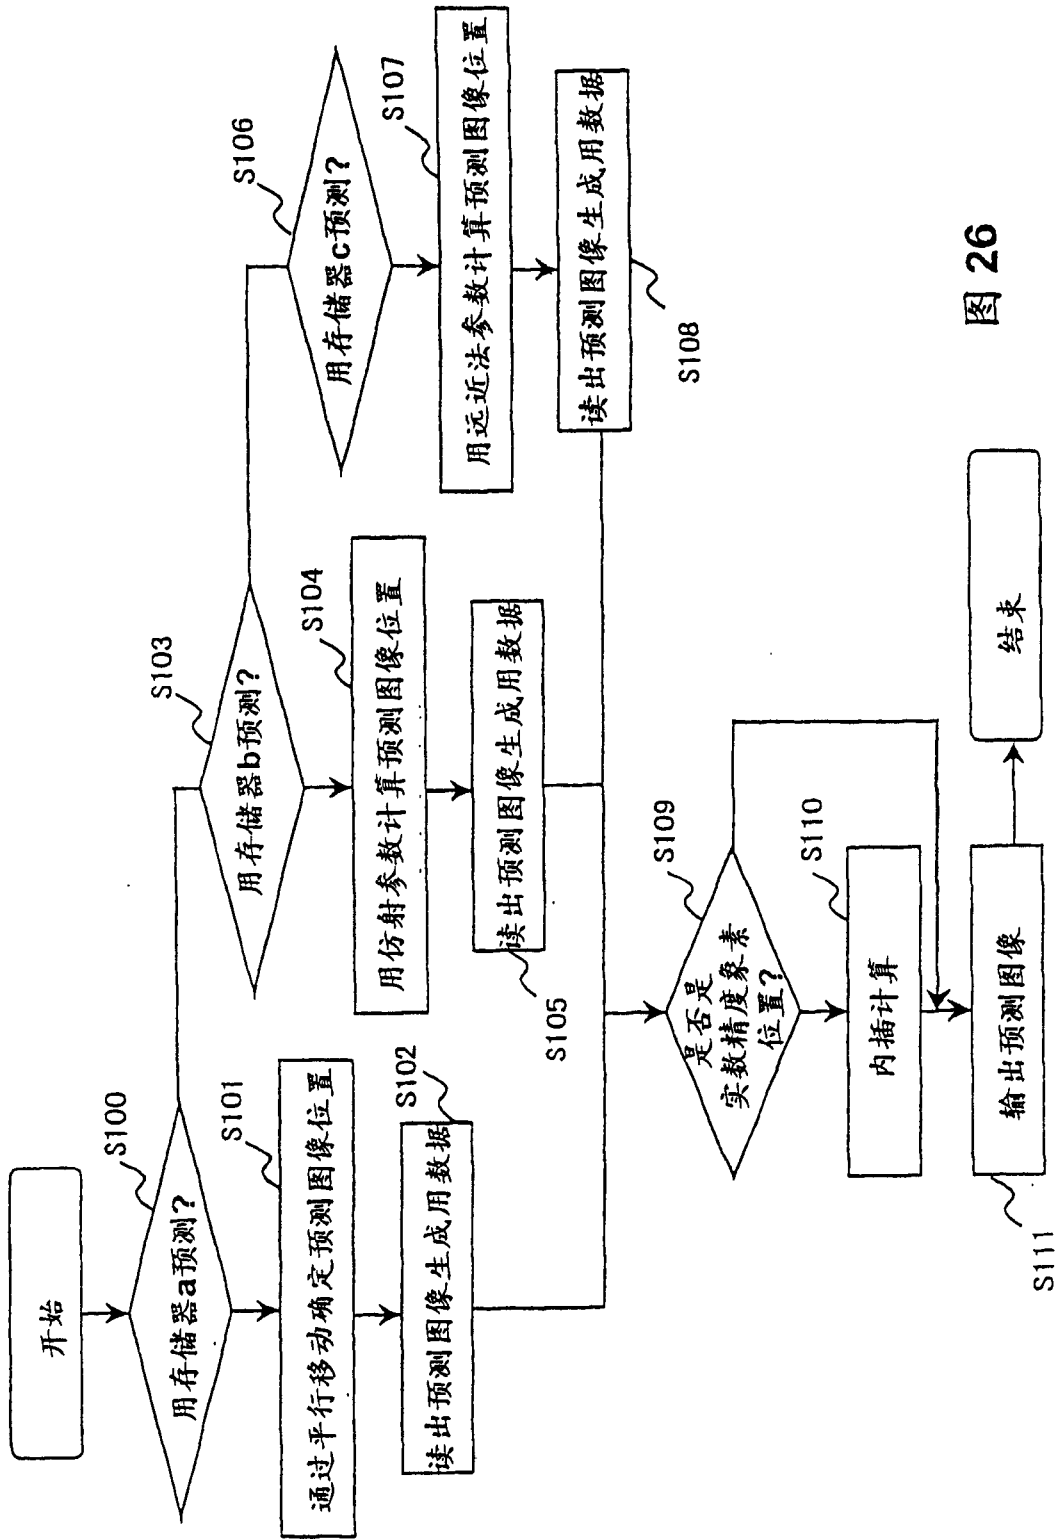 开始
S100
用存储器a预测?
S101
通过平行移动确定预测图像位置
S102
读出预测图像生成用数据
S103
用存储器b预测?
S104
用仿射参数计算预测图像位置
S105
读出预测图像生成用数据
S106
用存储器c预测?
S107
用远近法参数计算预测图像位置
S108
读出预测图像生成用数据
S109
是否是
实数精度象素
位置?
S110
内插计算
S111
输出预测图像
结束
图 26